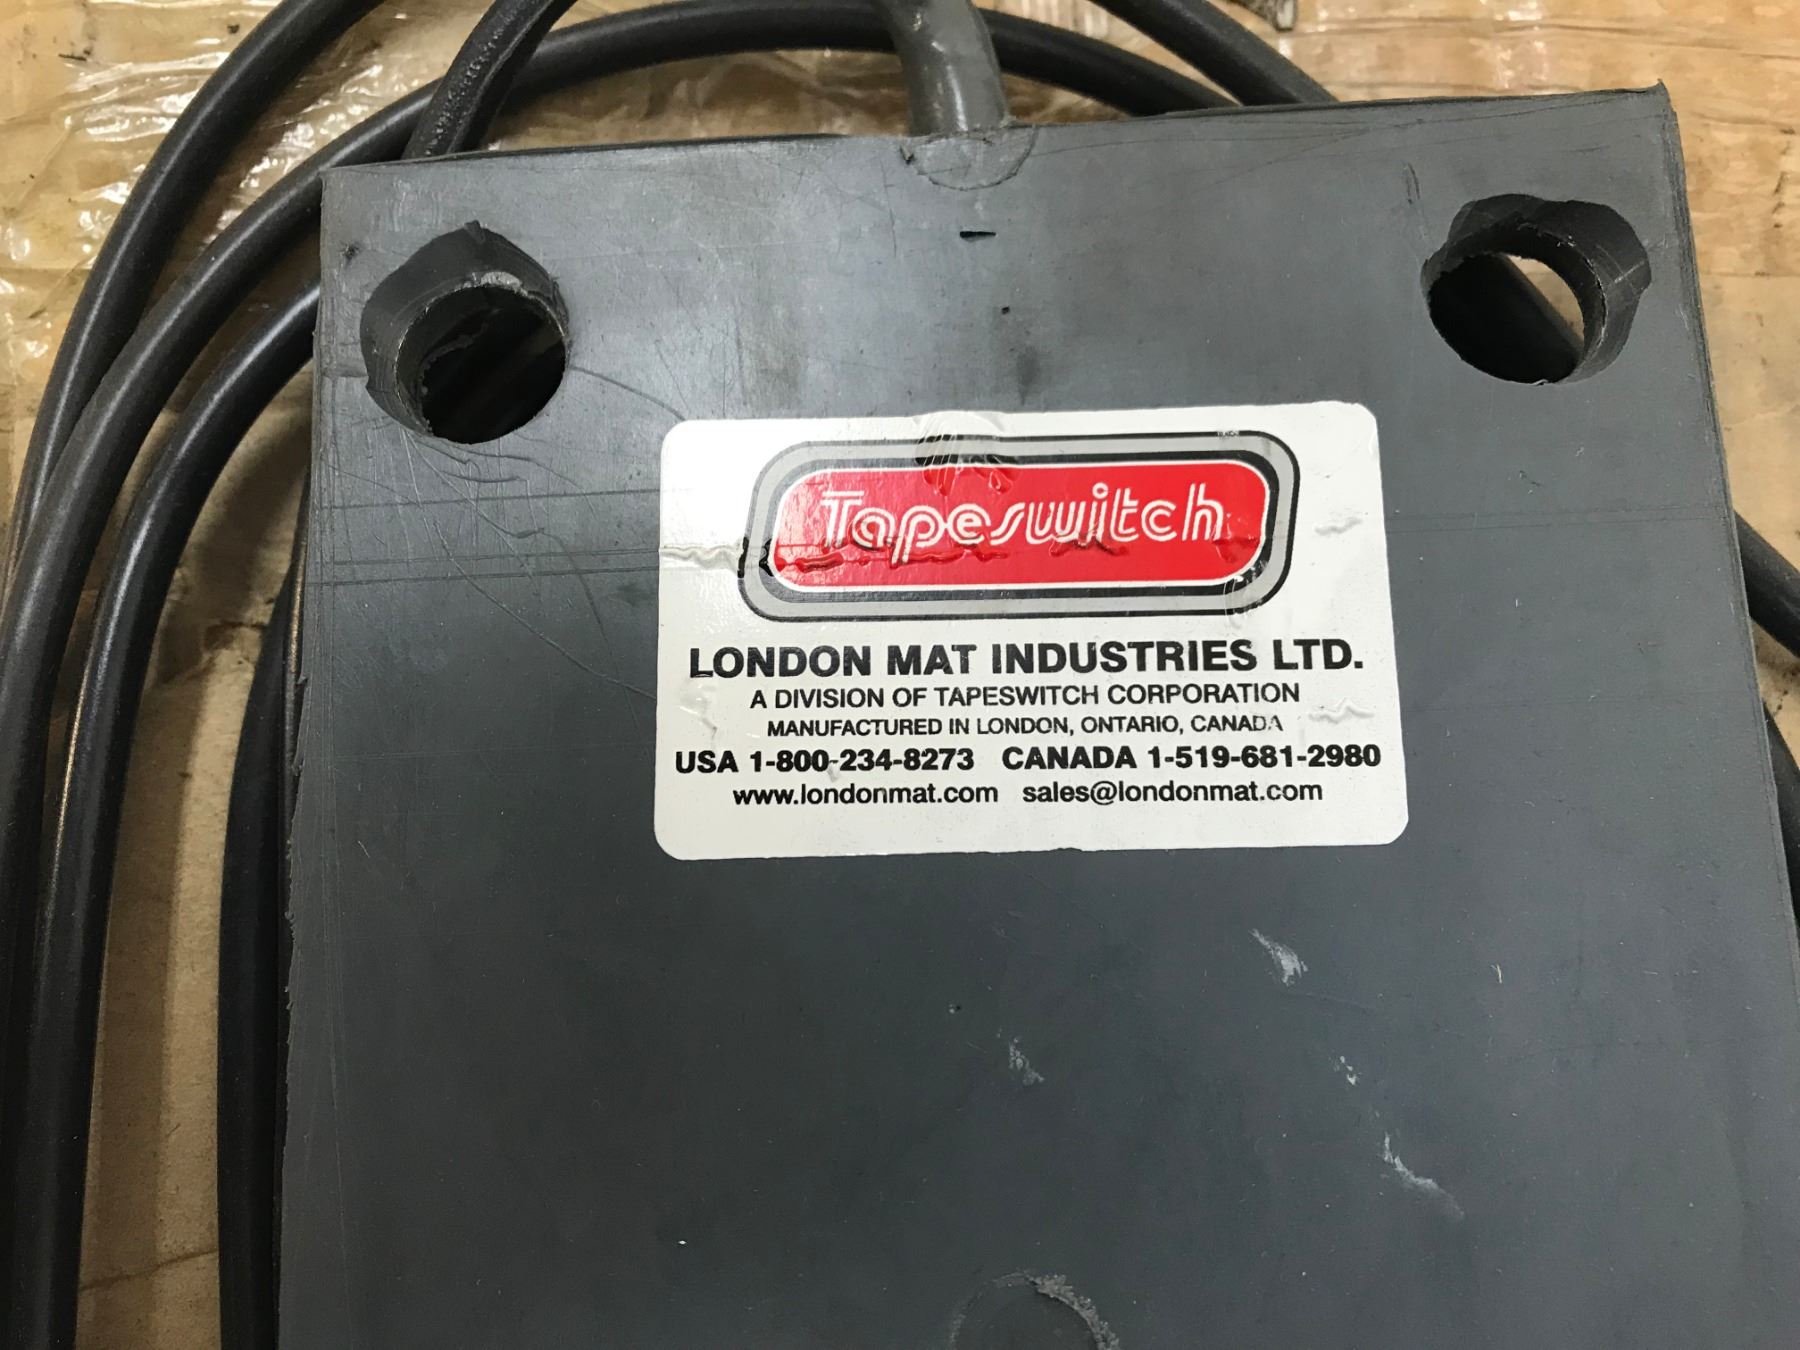 Tapeswitch
LONDON MAT INDUSTRIES LTD.
A DIVISION OF TAPESWITCH CORPORATION
MANUFACTURED IN LONDON, ONTARIO, CANADA
USA 1-800-234-8273 CANADA 1-519-681-2980
www.londonmat.com sales@londonmat.com